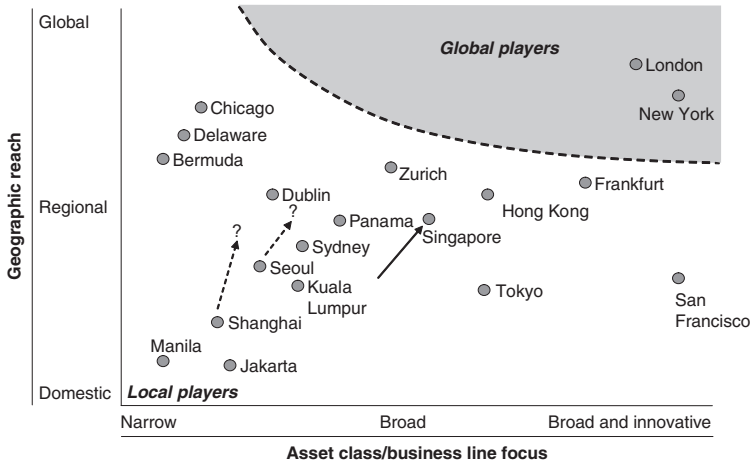 Global
Global players
London
New York
Chicago
Delaware
Bermuda
Zurich
Frankfurt
Dublin
Regional
?
Panama
Hong Kong
Singapore
?
Sydney
Seoul
Kuala
Lumpur
Tokyo
San
Francisco
Shanghai
Manila
Jakarta
Domestic
Local players
Narrow
Broad
Broad and innovative
Asset class/business line focus
Geographic reach